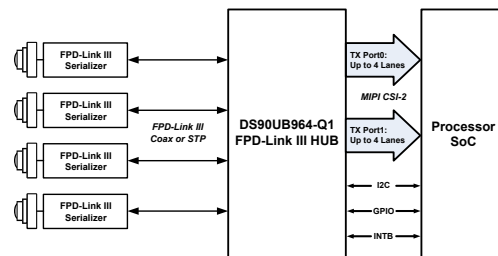 FPD-Link III
Serializer
FPD-Link III
Serializer
FPD-Link III
Serializer
FPD-Link III
Serializer
FPD-Link III
Coax or STP
DS90UB964-Q1
FPD-Link III HUB
TX Port0:
Up to 4 Lanes
MIPI CSI-2
TX Port1:
Up to 4 Lanes
I2C
GPIO
INTB
Processor
SoC